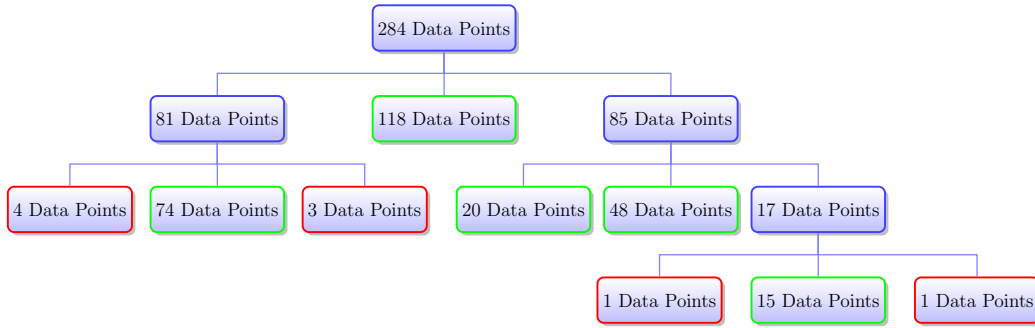 284 Data Points
81 Data Points
118 Data Points
85 Data Points
4 Data Points
74 Data Points
3 Data Points
20 Data Points
48 Data Points
17 Data Points
1 Data Points
15 Data Points
1 Data Points